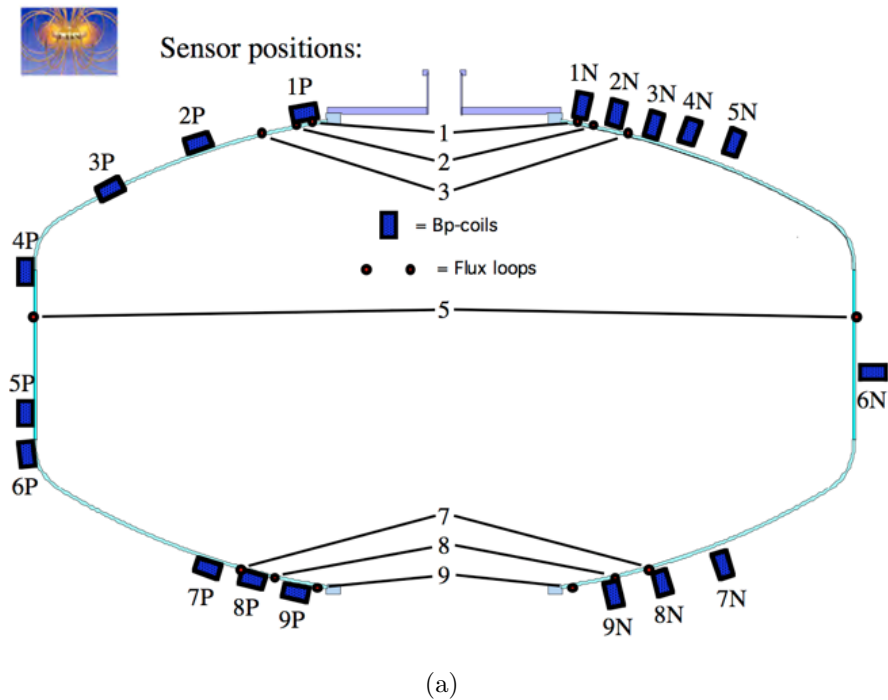 Sensor positions:
1P
1N
2N
2P
3N
4N
5N
1
2
3P
3
= Bp-coils
4P
= Flux loops
5
5P
6N
6P
7
8
7P
8P
9
9P
9N
8N
7N
(a)